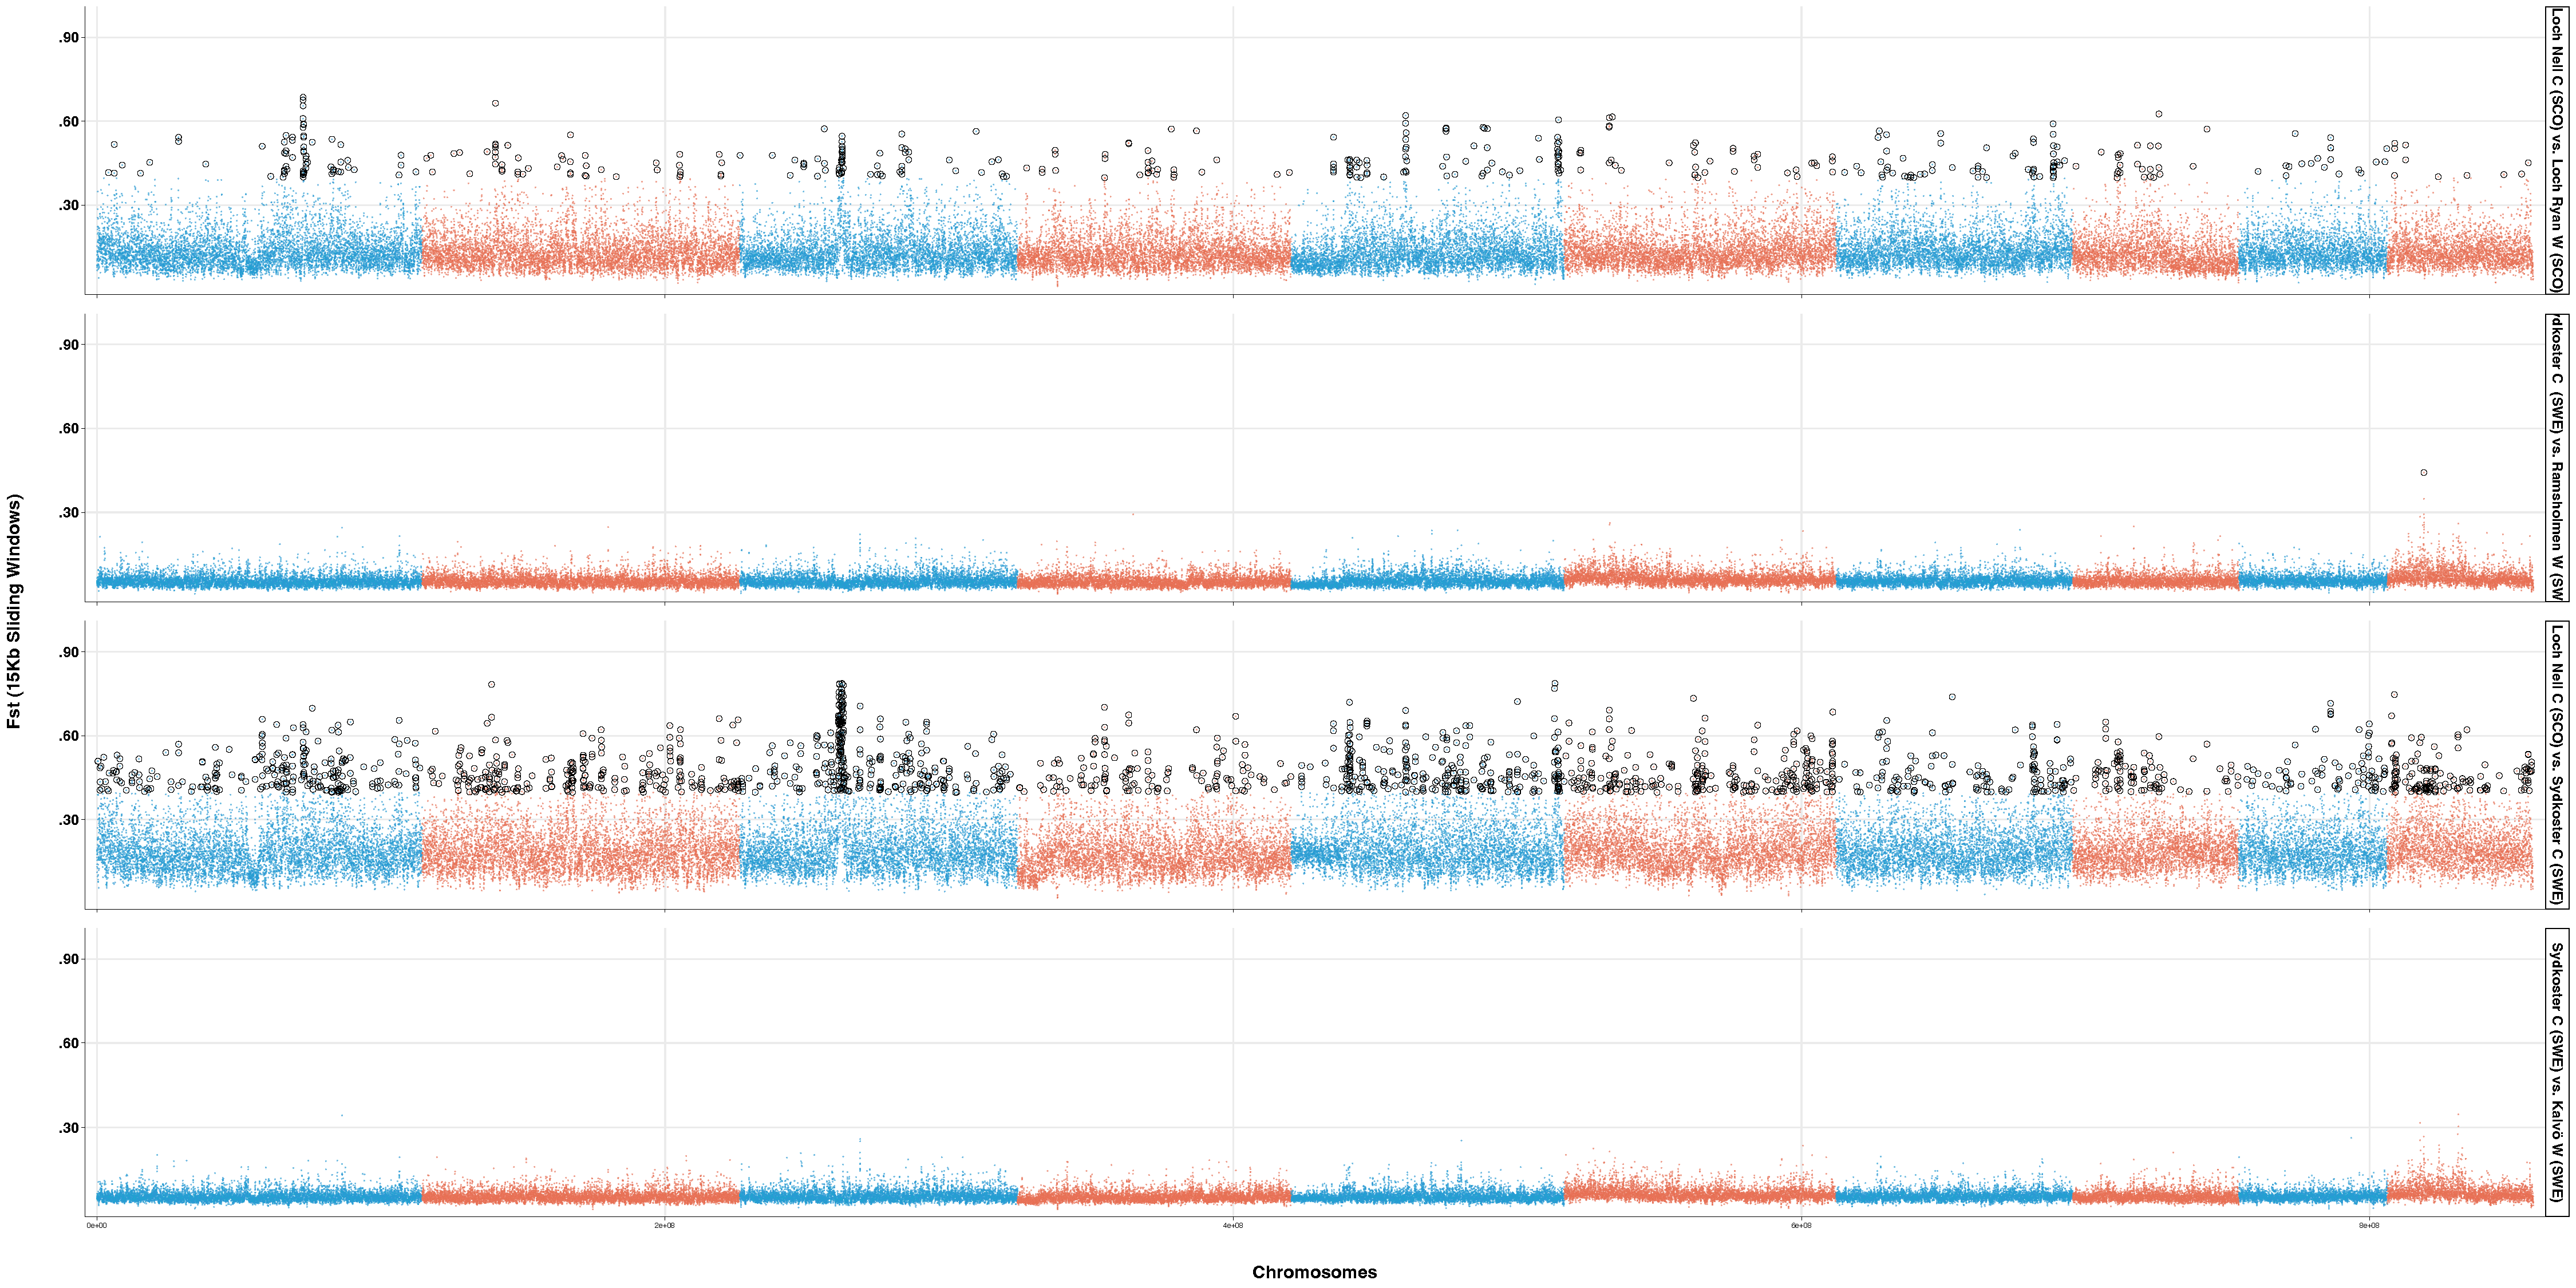 .90
.60
.30
Loch Nell C (SCO) vs. Loch Ryan W (SCO)
.90
.60
.30
ydkoster C (SWE) vs. Ramsholmen W (SW
.90
.60
.30
Loch Nell C (SCO) vs. Sydkoster C (SWE)
.90
.60
.30
Sydkoster C (SWE) vs. Kalvö W (SWE)
Fst (15Kb Sliding Windows)
0e+00 2e+08 4e+08 6e+08 8e+08
Chromosomes